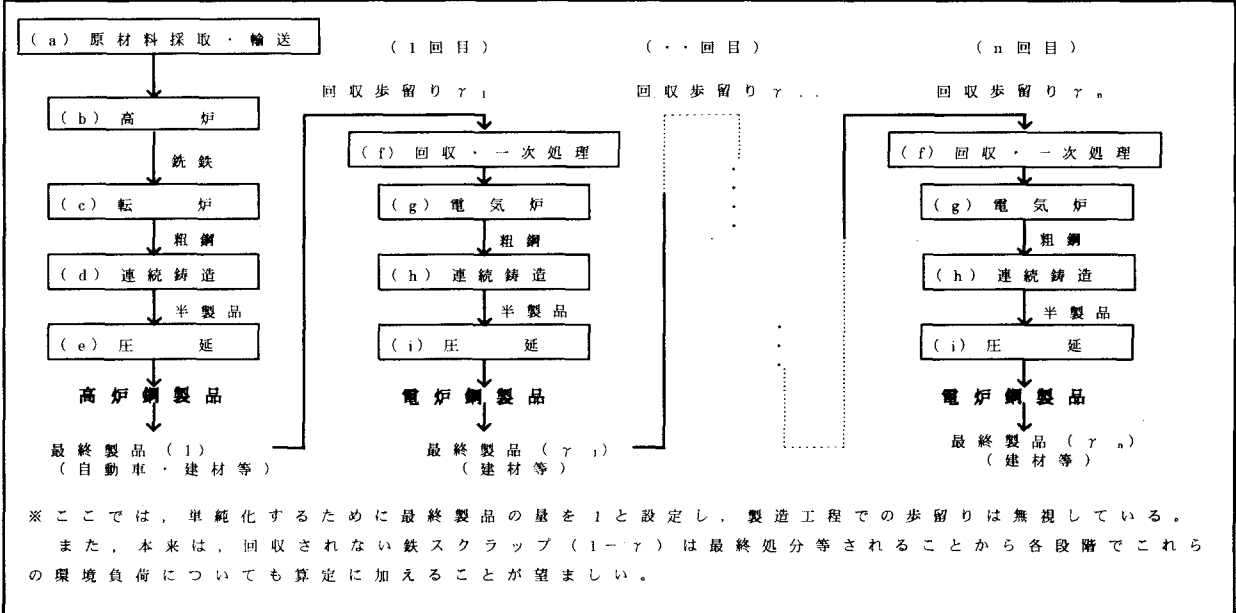 (a) 原材料採取・輸送
(b) 高炉
銑鉄
(c) 転炉
粗鋼
(d) 連続鋳造
半製品
(e) 圧延
高炉鋼製品
最終製品(1)
(自動車・建材等)
(1回目)
回収歩留りγ₁
(f) 回収・一次処理
(g) 電気炉
粗鋼
(h) 連続鋳造
半製品
(i) 圧延
電炉鋼製品
最終製品(γ₁)
(建材等)
(・・回目)
回収歩留りγ...
(n回目)
回収歩留りγₙ
(f) 回収・一次処理
(g) 電気炉
粗鋼
(h) 連続鋳造
半製品
(i) 圧延
電炉鋼製品
最終製品(γₙ)
(建材等)
※ここでは,単純化するために最終製品の量を1と設定し,製造工程での歩留りは無視している。
また,本来は,回収されない鉄スクラップ(1-γ)は最終処分等されることから各段階でこれら
の環境負荷についても算定に加えることが望ましい。